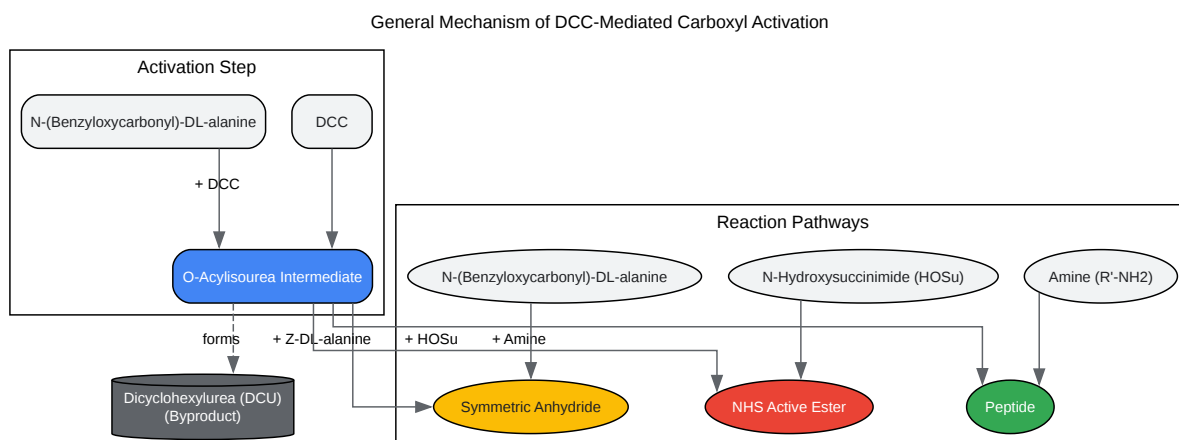 General Mechanism of DCC-Mediated Carboxyl Activation
Activation Step
N-(Benzyloxycarbonyl)-DL-alanine
DCC
+ DCC
O-Acylisourea Intermediate
Reaction Pathways
N-(Benzyloxycarbonyl)-DL-alanine
N-Hydroxysuccinimide (HOSu)
Amine (R'-NH2)
forms
+ Z-DL-alanine
+ HOSu
+ Amine
Dicyclohexylurea (DCU)
(Byproduct)
Symmetric Anhydride
NHS Active Ester
Peptide